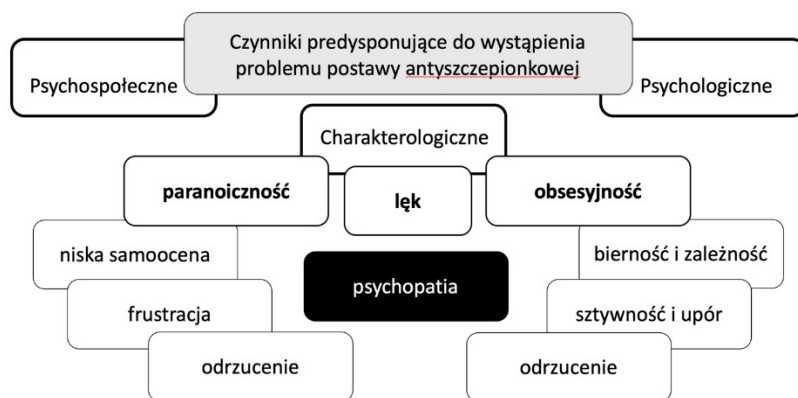 Czynniki predysponujące do wystąpienia
problemu postawy antyszczepionkowej
Psychospołeczne
Psychologiczne
Charakterologiczne
paranoiczność
lęk
obsesyjność
niska samoocena
bierność i zależność
psychopatia
frustracja
sztywność i upór
odrzucenie
odrzucenie